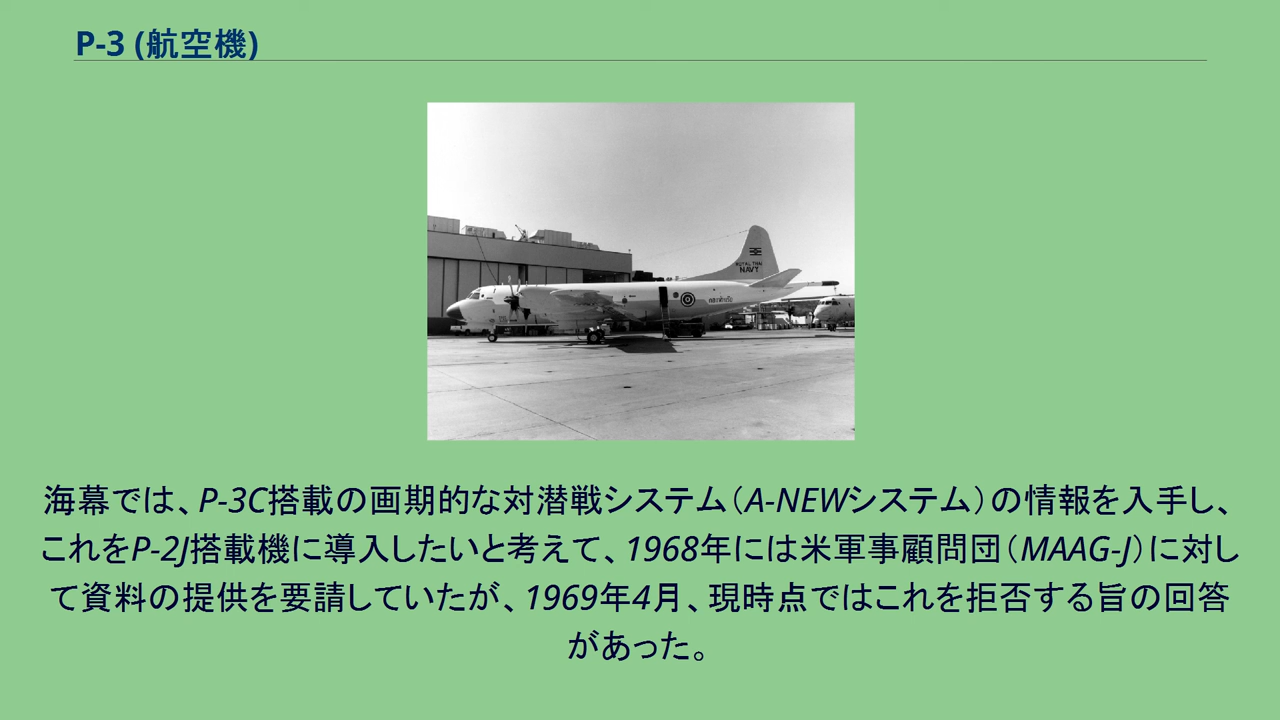 P-3 (航空機)
ROYAL THAI
NAVY
海幕では、P-3C搭載の画期的な対潜戦システム（A-NEWシステム）の情報を入手し、
これをP-2J搭載機に導入したいと考えて、1968年には米軍事顧問団（MAAG-J）に対し
て資料の提供を要請していたが、1969年4月、現時点ではこれを拒否する旨の回答
があった。